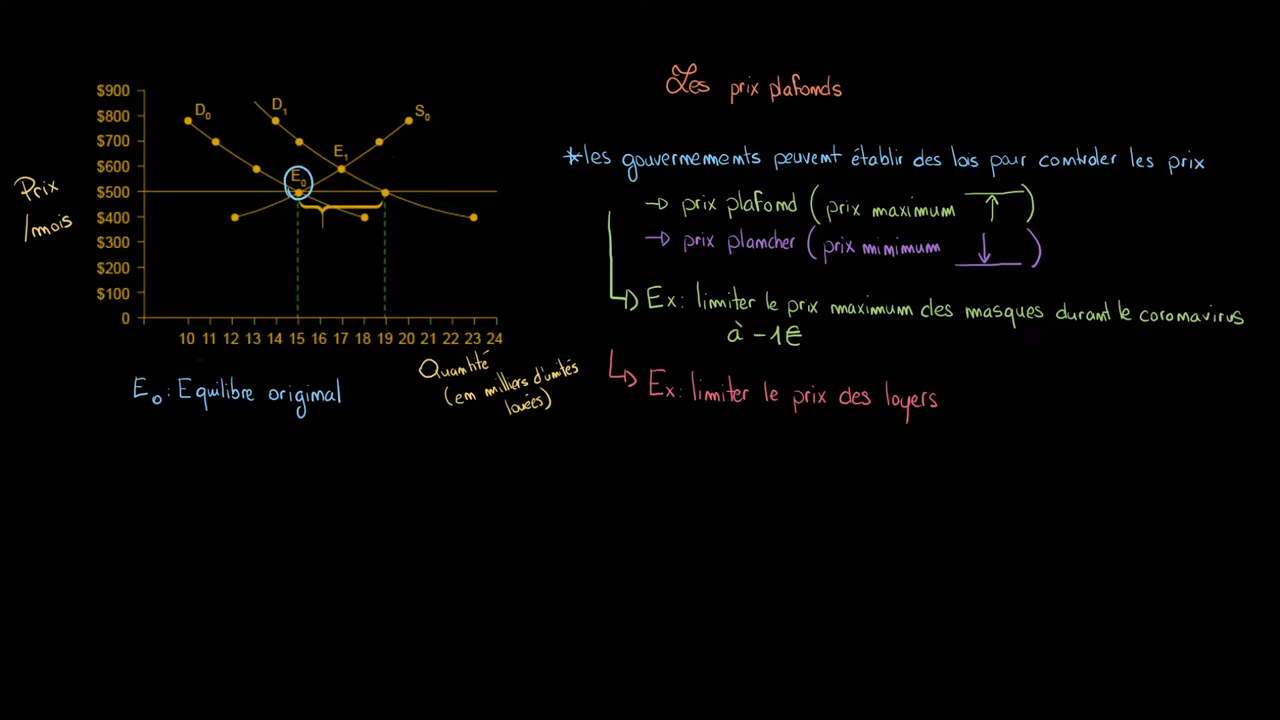 Les prix plafonds
$900
$800
$700
$600
$500
$400
$300
$200
$100
0
D0
D1
S0
E1
E0
10 11 12 13 14 15 16 17 18 19 20 21 22 23 24
Prix
/mois
Quantité
(en milliers d'unités
louées)
E0 : Equilibre original
*les gouvernements peuvent établir des lois pour controler les prix
→ prix plafond (prix maximum ↑)
→ prix plancher (prix minimum ↓)
Ex: limiter le prix maximum des masques durant le coronavirus
à -1€
Ex: limiter le prix des loyers